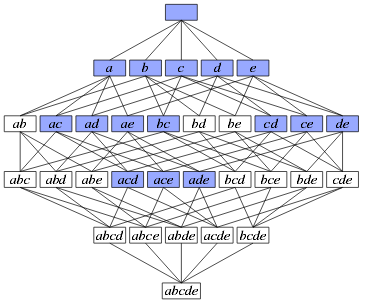 a b c d e
ab ac ad ae bc bd be cd ce de
abc abd abe acd ace ade bcd bce bde cde
abcd abce abde acde bcde
abcde